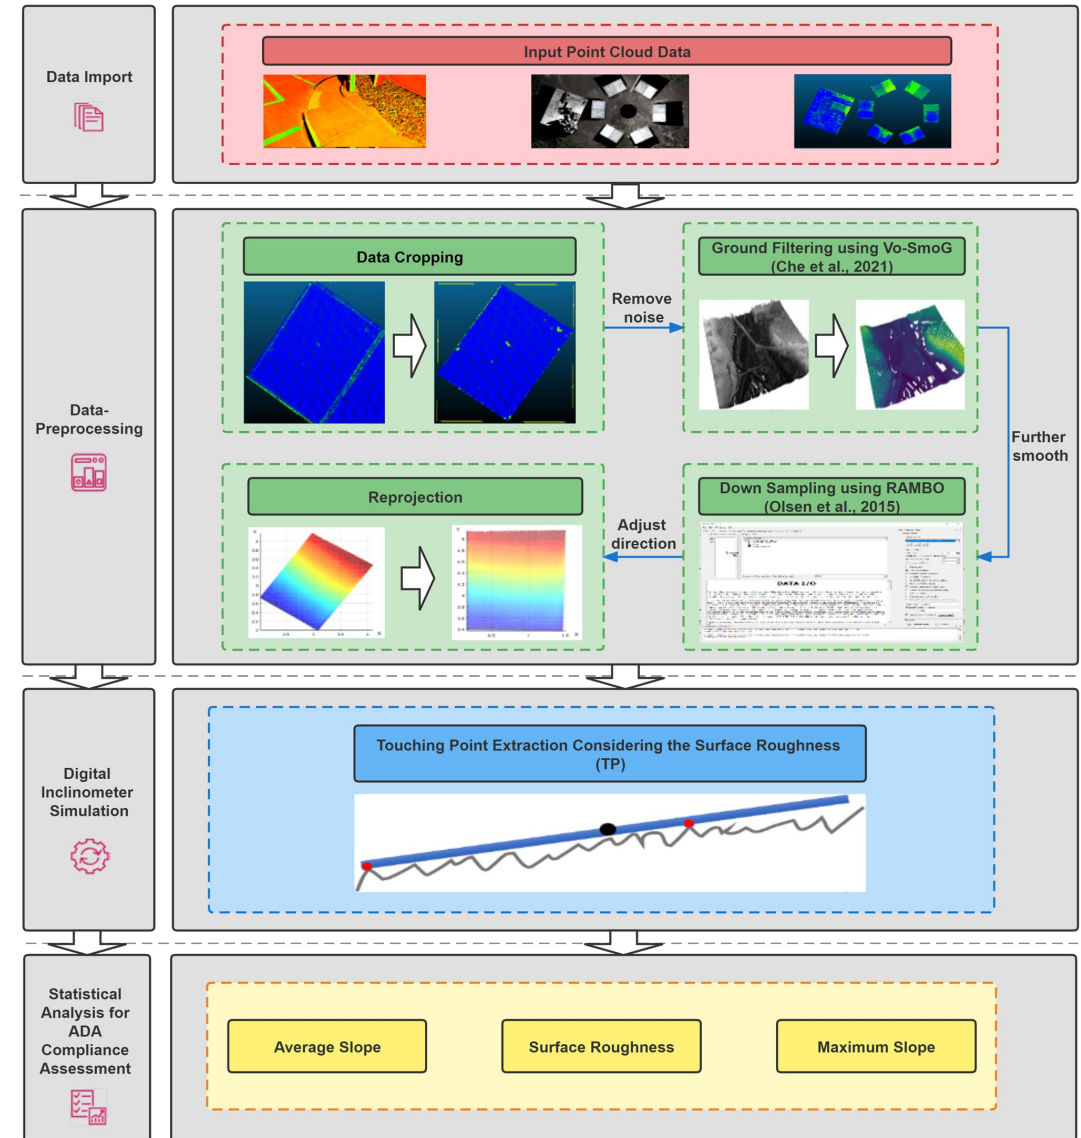 Data Import
Input Point Cloud Data
Data-
Preprocessing
Data Cropping
Remove
noise
Ground Filtering using Vo-SmoG
(Che et al., 2021)
Further
smooth
Down Sampling using RAMBO
(Olsen et al., 2015)
DATA I/O
Adjust
direction
Reprojection
Digital
Inclinometer
Simulation
Touching Point Extraction Considering the Surface Roughness
(TP)
Statistical
Analysis for
ADA
Compliance
Assessment
Average Slope
Surface Roughness
Maximum Slope